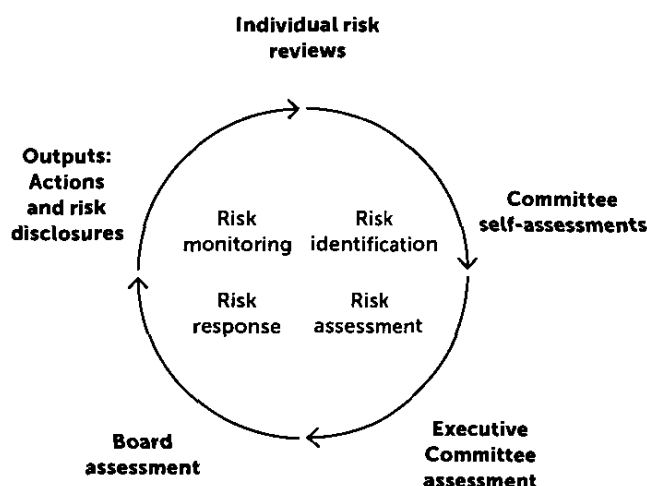 Individual risk
reviews
Outputs:
Actions
and risk
disclosures
Committee
self-assessments
Risk
monitoring
Risk
identification
Risk
response
Risk
assessment
Board
assessment
Executive
Committee
assessment